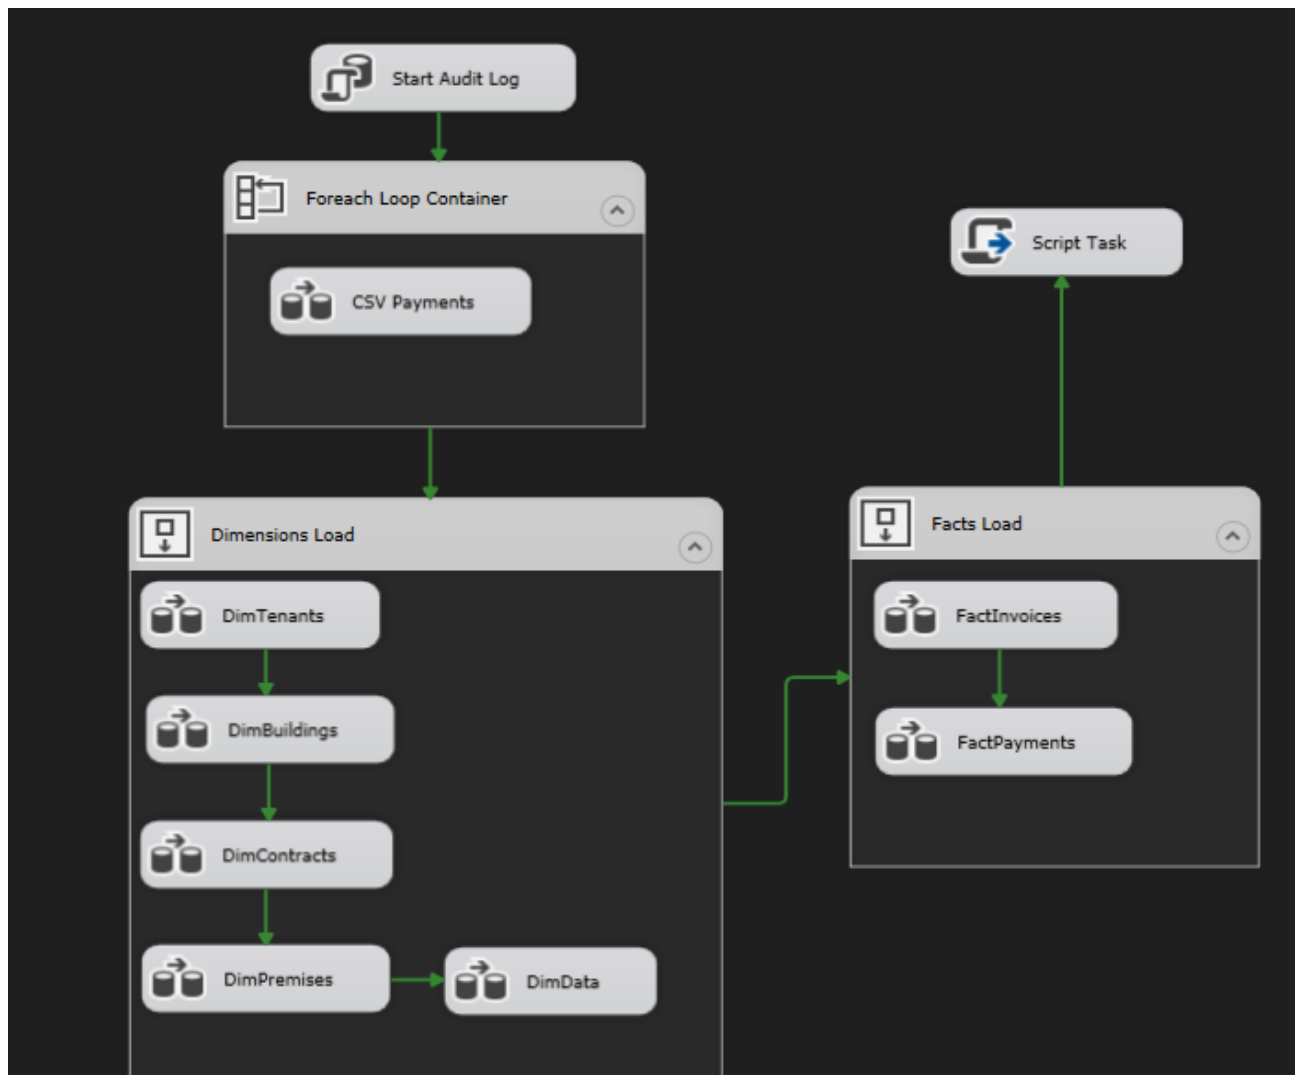 Start Audit Log
Foreach Loop Container
CSV Payments
Script Task
Dimensions Load
DimTenants
DimBuildings
DimContracts
DimPremises
DimData
Facts Load
FactInvoices
FactPayments